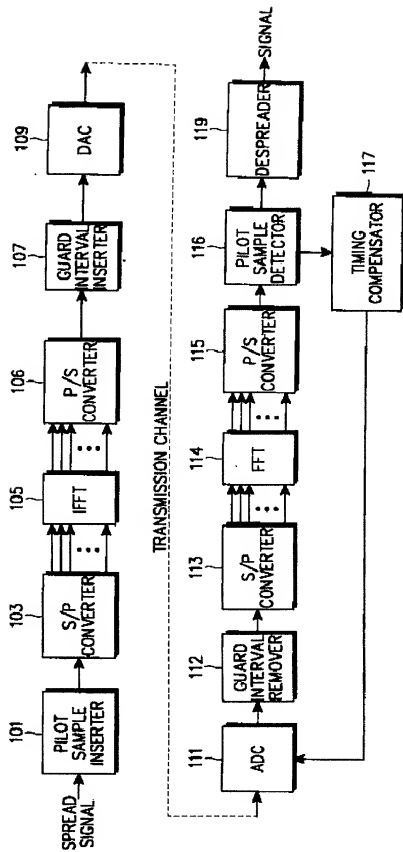 SPREAD
SIGNAL
101
PILOT
SAMPLE
INSERTER
103
S/P
CONVERTER
105
IFFT
106
P/S
CONVERTER
107
GUARD
INTERVAL
INSERTER
109
DAC
TRANSMISSION CHANNEL
111
ADC
112
GUARD
INTERVAL
REMOVER
113
S/P
CONVERTER
114
FFT
115
P/S
CONVERTER
116
PILOT
SAMPLE
DETECTOR
119
DESPREADER
SIGNAL
117
TIMING
COMPENSATOR